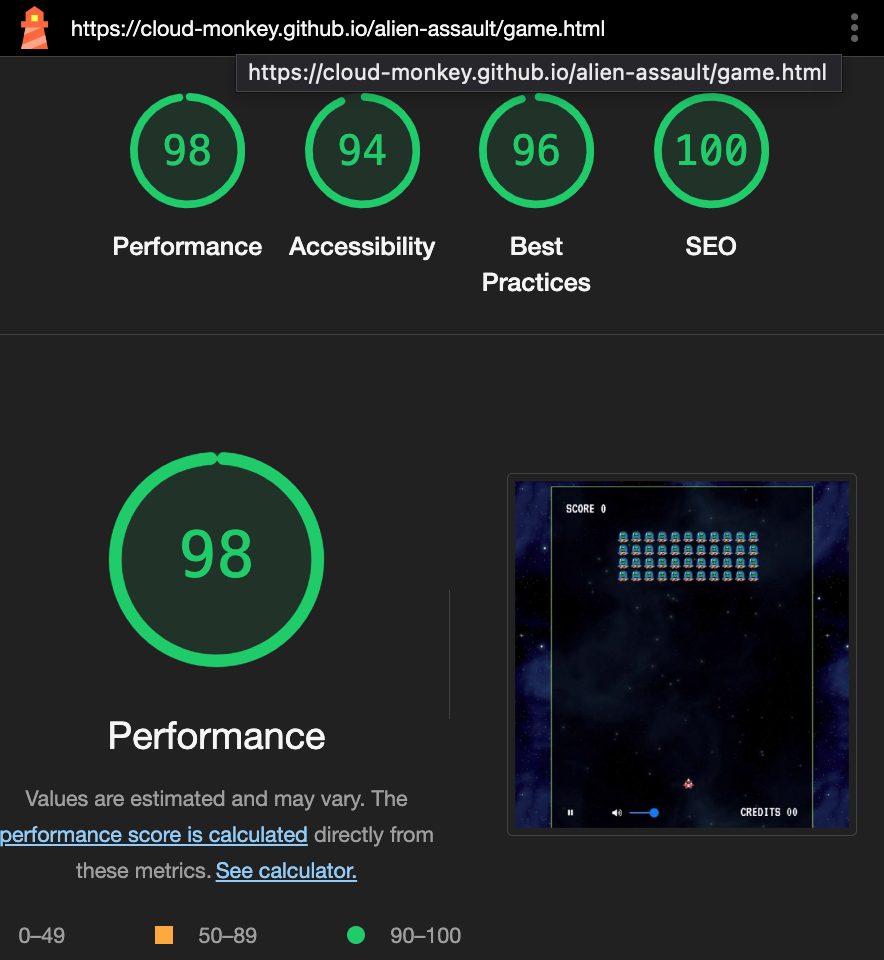 https://cloud-monkey.github.io/alien-assault/game.html
https://cloud-monkey.github.io/alien-assault/game.html
98
94
96
100
Performance
Accessibility
Best
Practices
SEO
98
Performance
Values are estimated and may vary. The
performance score is calculated directly from
these metrics. See calculator.
SCORE 0
CREDITS 00
0–49
50–89
90–100